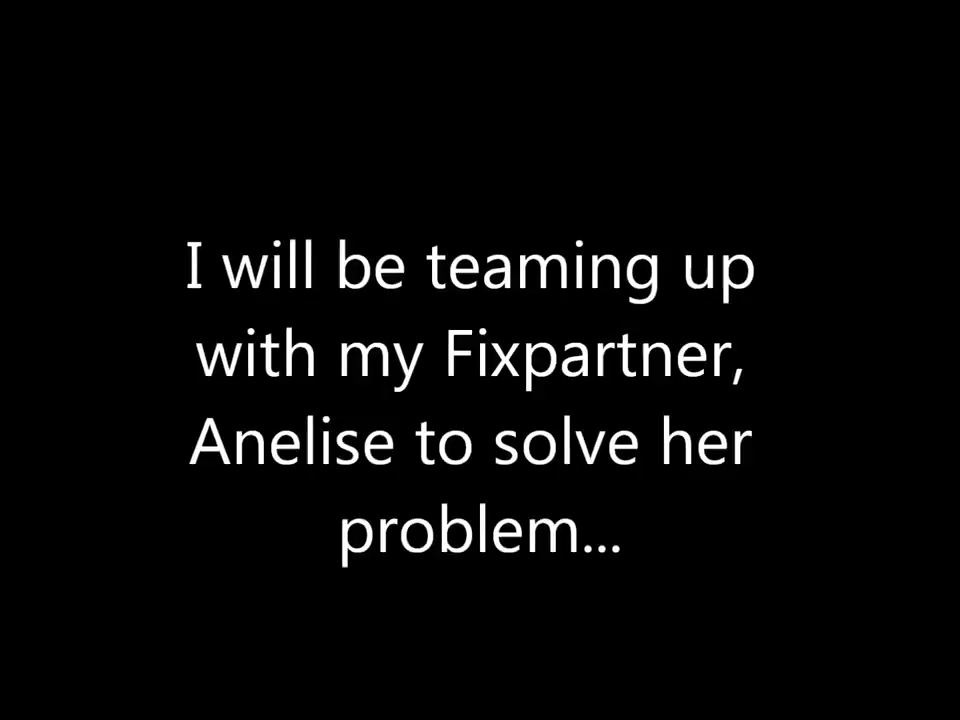 I will be teaming up
with my Fixpartner,
Anelise to solve her
problem...